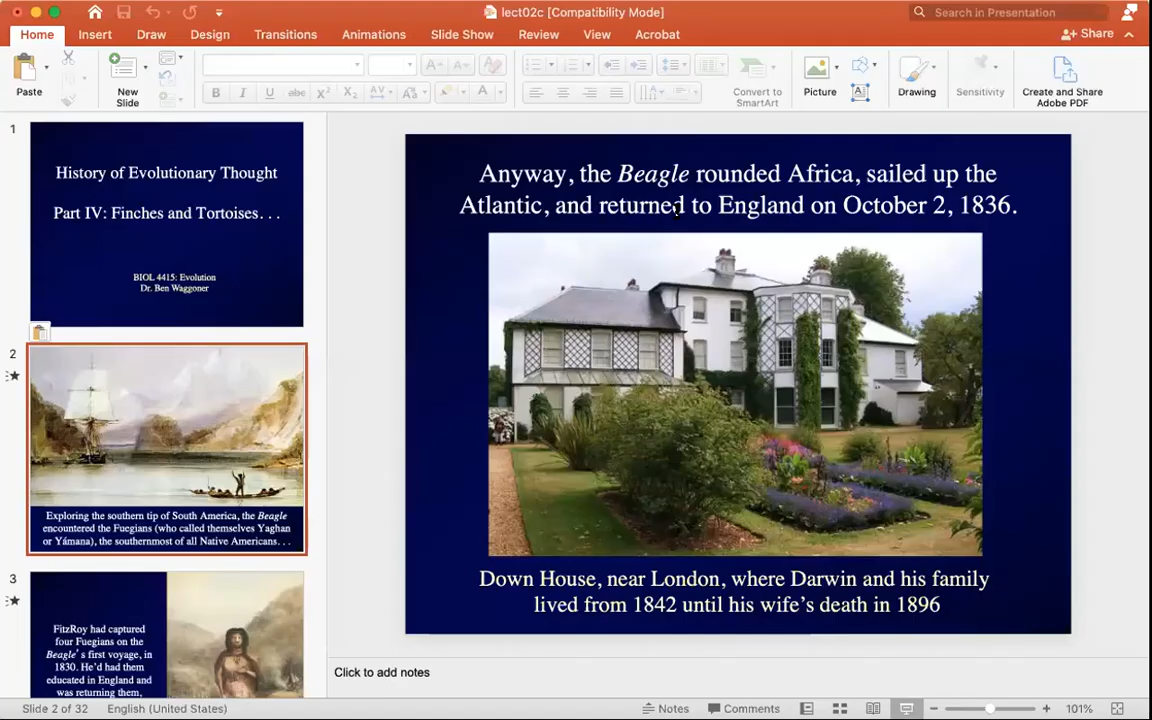 lect02c [Compatibility Mode]
Search in Presentation
Home Insert Draw Design Transitions Animations Slide Show Review View Acrobat
Share
Paste
New
Slide
Convert to
SmartArt
Picture
Drawing
Sensitivity
Create and Share
Adobe PDF
1
History of Evolutionary Thought
Part IV: Finches and Tortoises. . .
BIOL 4415: Evolution
Dr. Ben Waggoner
2
Exploring the southern tip of South America, the Beagle
encountered the Fuegians (who called themselves Yaghan
or Yámana), the southernmost of all Native Americans. . .
3
FitzRoy had captured
four Fuegians on the
Beagle's first voyage, in
1830. He'd had them
educated in England and
was returning them,
Anyway, the Beagle rounded Africa, sailed up the
Atlantic, and returned to England on October 2, 1836.
Down House, near London, where Darwin and his family
lived from 1842 until his wife's death in 1896
Click to add notes
Slide 2 of 32 English (United States) Notes Comments 101%